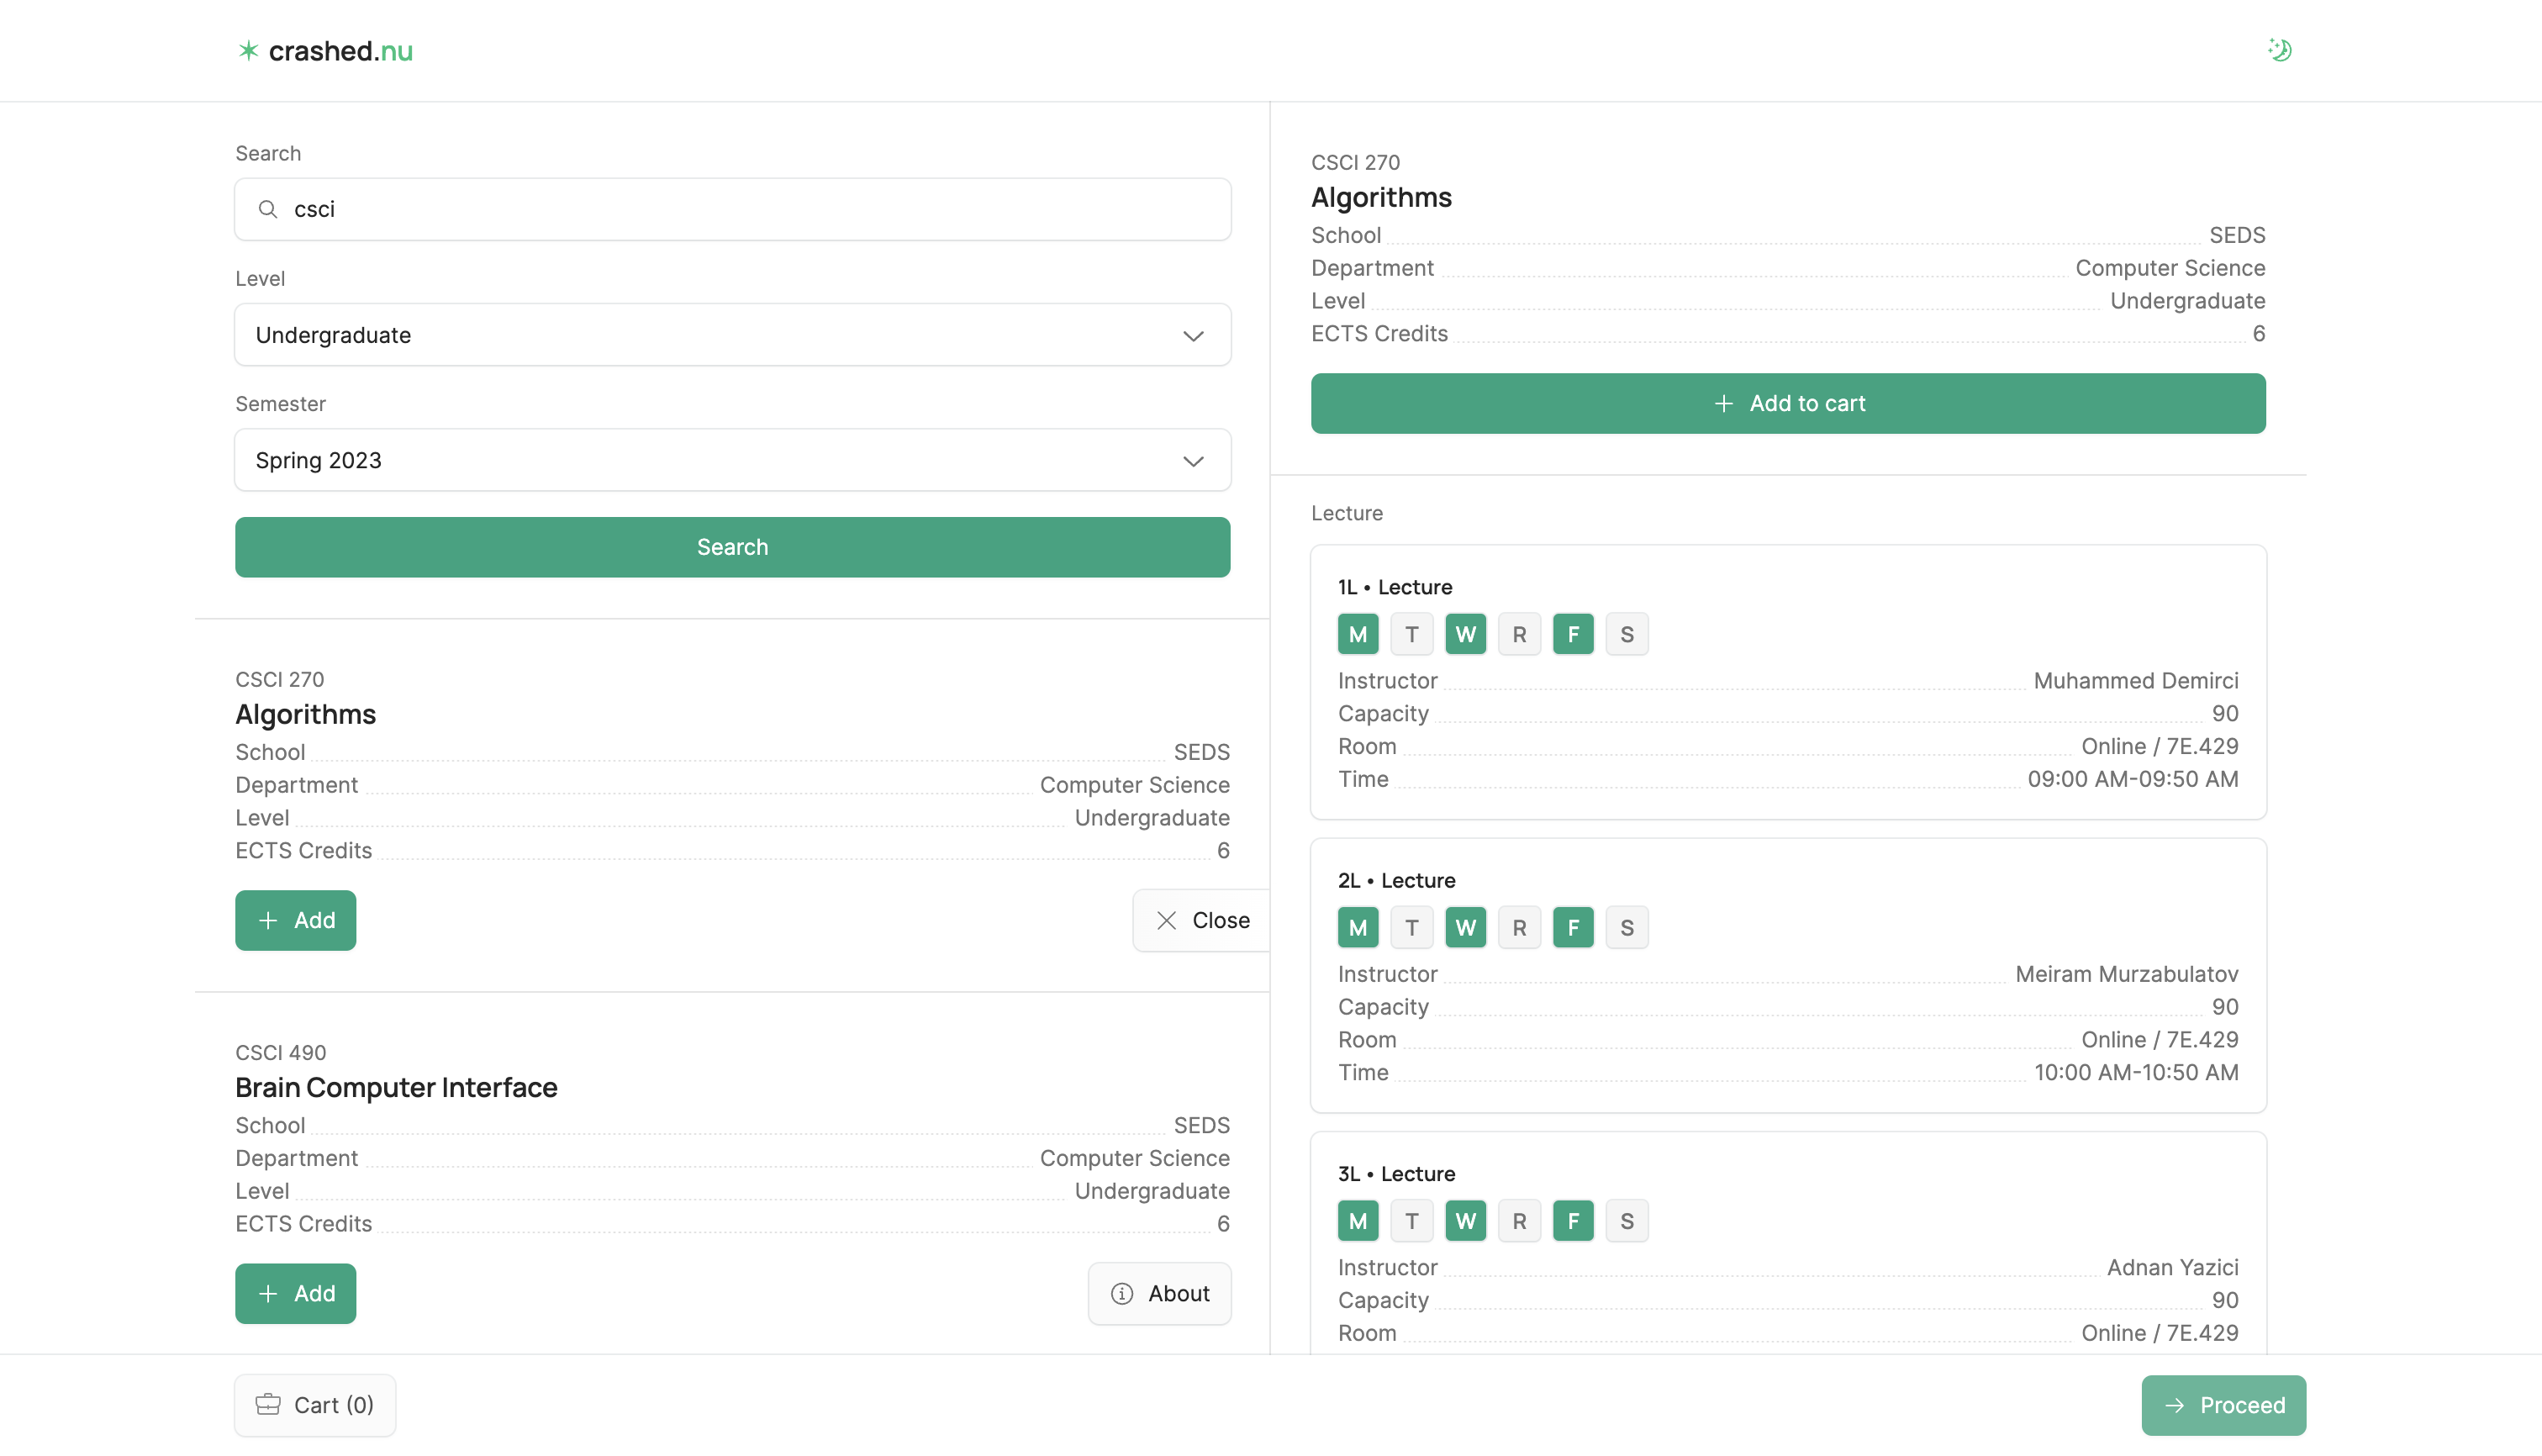 crashed.nu
Search
csci
Level
Undergraduate
Semester
Spring 2023
Search
CSCI 270
Algorithms
School SEDS
Department Computer Science
Level Undergraduate
ECTS Credits 6
Add
Close
CSCI 490
Brain Computer Interface
School SEDS
Department Computer Science
Level Undergraduate
ECTS Credits 6
Add
About
CSCI 270
Algorithms
School SEDS
Department Computer Science
Level Undergraduate
ECTS Credits 6
Add to cart
Lecture
1L • Lecture
M T W R F S
Instructor Muhammed Demirci
Capacity 90
Room Online / 7E.429
Time 09:00 AM-09:50 AM
2L • Lecture
M T W R F S
Instructor Meiram Murzabulatov
Capacity 90
Room Online / 7E.429
Time 10:00 AM-10:50 AM
3L • Lecture
M T W R F S
Instructor Adnan Yazici
Capacity 90
Room Online / 7E.429
Cart (0)
Proceed